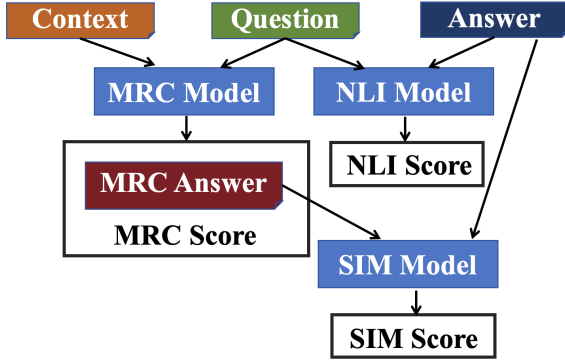 Context
Question
Answer
MRC Model
NLI Model
MRC Answer
MRC Score
NLI Score
SIM Model
SIM Score